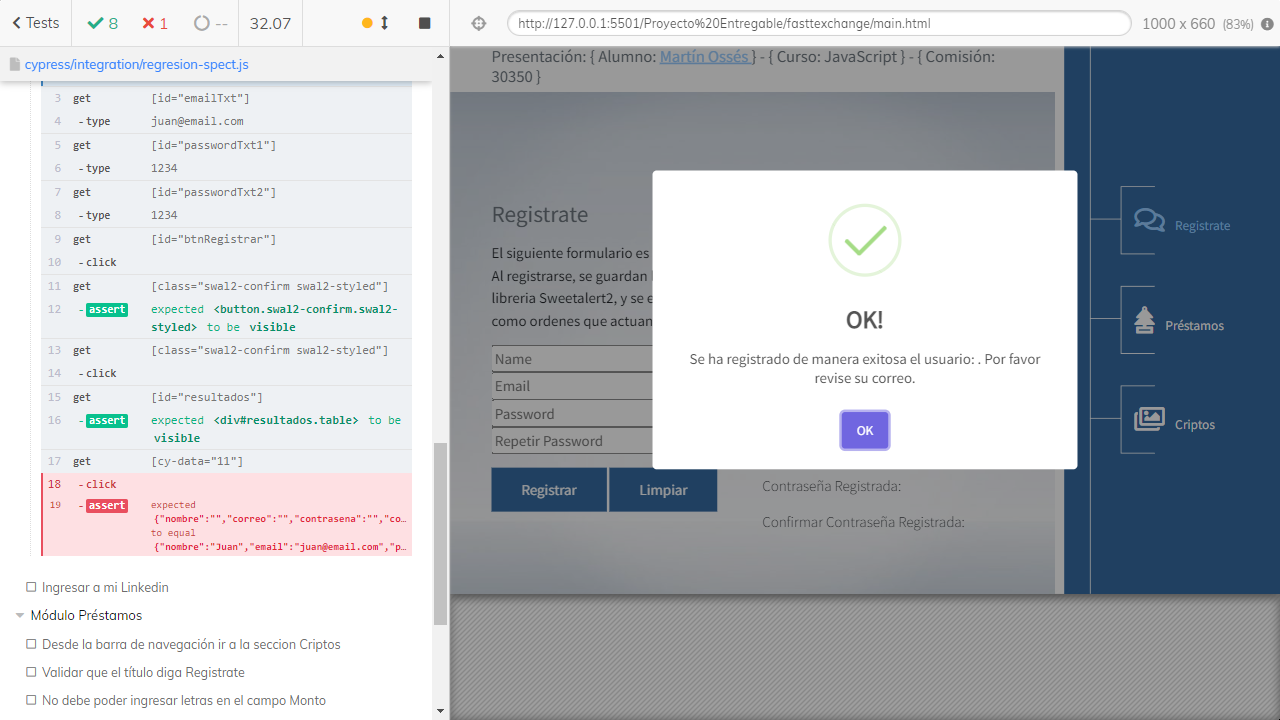 Tests
8
1
--
32.07
http://127.0.0.1:5501/Proyecto%20Entregable/fasttexchange/main.html
1000 x 660 (83%)
cypress/integration/regresion-spect.js
3 get [id="emailTxt"]
4 - type juan@email.com
5 get [id="passwordTxt1"]
6 - type 1234
7 get [id="passwordTxt2"]
8 - type 1234
9 get [id="btnRegistrar"]
10 - click
11 get [class="swal2-confirm swal2-styled"]
12 - assert expected <button.swal2-confirm.swal2-
styled> to be visible
13 get [class="swal2-confirm swal2-styled"]
14 - click
15 get [id="resultados"]
16 - assert expected <div#resultados.table> to be
visible
17 get [cy-data="11"]
18 - click
19 - assert expected
{"nombre":"","correo":"","contrasena":"","co…
to equal
{"nombre":"Juan","email":"juan@email.com","p…
Ingresar a mi Linkedin
Módulo Préstamos
Desde la barra de navegación ir a la seccion Criptos
Validar que el título diga Registrate
No debe poder ingresar letras en el campo Monto
Presentación: { Alumno: Martín Ossés } - { Curso: JavaScript } - { Comisión:
30350 }
Registrate
El siguiente formulario es
Al registrarse, se guardan
libreria Sweetalert2, y se e
como ordenes que actuan
Name
Email
Password
Repetir Password
Registrar
Limpiar
Contraseña Registrada:
Confirmar Contraseña Registrada:
OK!
Se ha registrado de manera exitosa el usuario: . Por favor
revise su correo.
OK
Registrate
Préstamos
Criptos